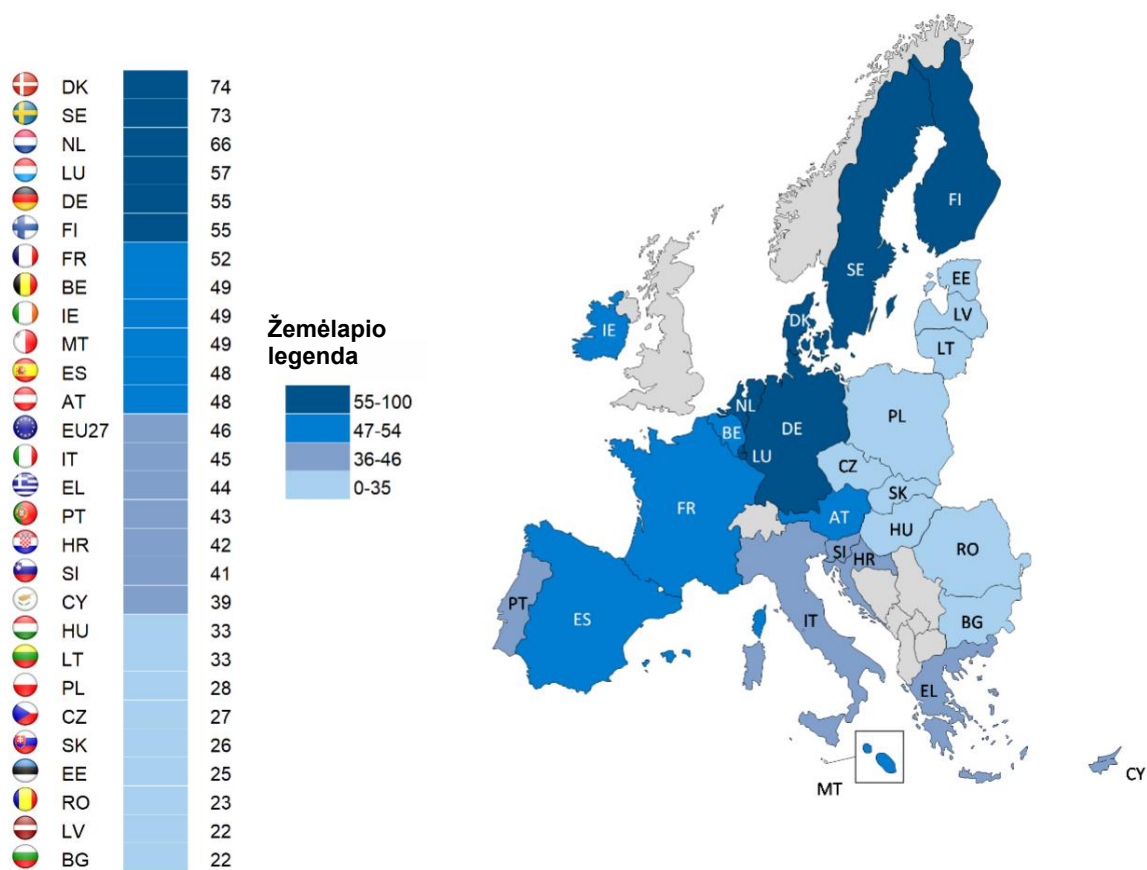 DK 74
SE 73
NL 66
LU 57
DE 55
FI 55
FR 52
BE 49
IE 49
MT 49
ES 48
AT 48
EU27 46
IT 45
EL 44
PT 43
HR 42
SI 41
CY 39
HU 33
LT 33
PL 28
CZ 27
SK 26
EE 25
RO 23
LV 22
BG 22
Žemėlapio
legenda
55-100
47-54
36-46
0-35
FI
SE
EE
LV
LT
DK
IE
NL
BE
DE
PL
LU
CZ
SK
FR
AT
HU
RO
SI
HR
PT
ES
IT
BG
EL
MT
CY